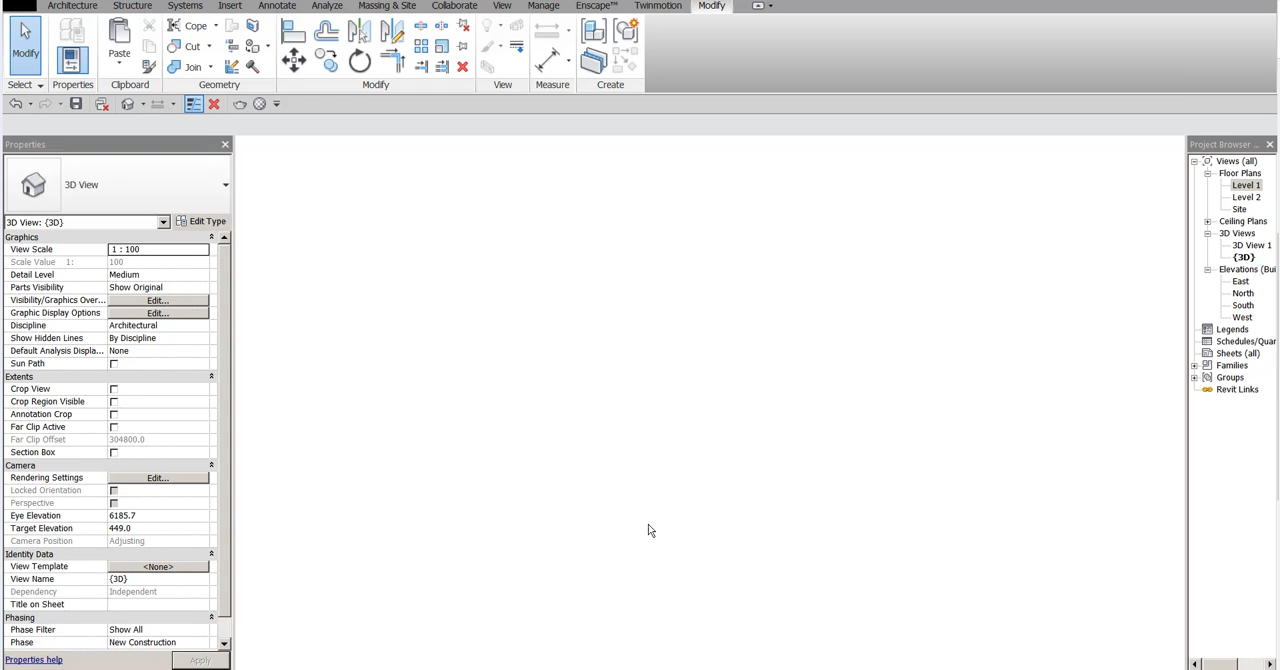 Architecture Structure Systems Insert Annotate Analyze Massing & Site Collaborate View Manage Enscape™ Twinmotion Modify
Modify Paste Cope
Cut
Join
Select Properties Clipboard Geometry Modify View Measure Create
Properties
3D View
3D View: {3D} Edit Type
Graphics
View Scale 1 : 100
Scale Value 1: 100
Detail Level Medium
Parts Visibility Show Original
Visibility/Graphics Over... Edit...
Graphic Display Options Edit...
Discipline Architectural
Show Hidden Lines By Discipline
Default Analysis Displa... None
Sun Path
Extents
Crop View
Crop Region Visible
Annotation Crop
Far Clip Active
Far Clip Offset 304800.0
Section Box
Camera
Rendering Settings Edit...
Locked Orientation
Perspective
Eye Elevation 6185.7
Target Elevation 449.0
Camera Position Adjusting
Identity Data
View Template <None>
View Name {3D}
Dependency Independent
Title on Sheet
Phasing
Phase Filter Show All
Phase New Construction
Properties help Apply
Project Browser ...
Views (all)
Floor Plans
Level 1
Level 2
Site
Ceiling Plans
3D Views
3D View 1
{3D}
Elevations (Bui
East
North
South
West
Legends
Schedules/Quar
Sheets (all)
Families
Groups
Revit Links